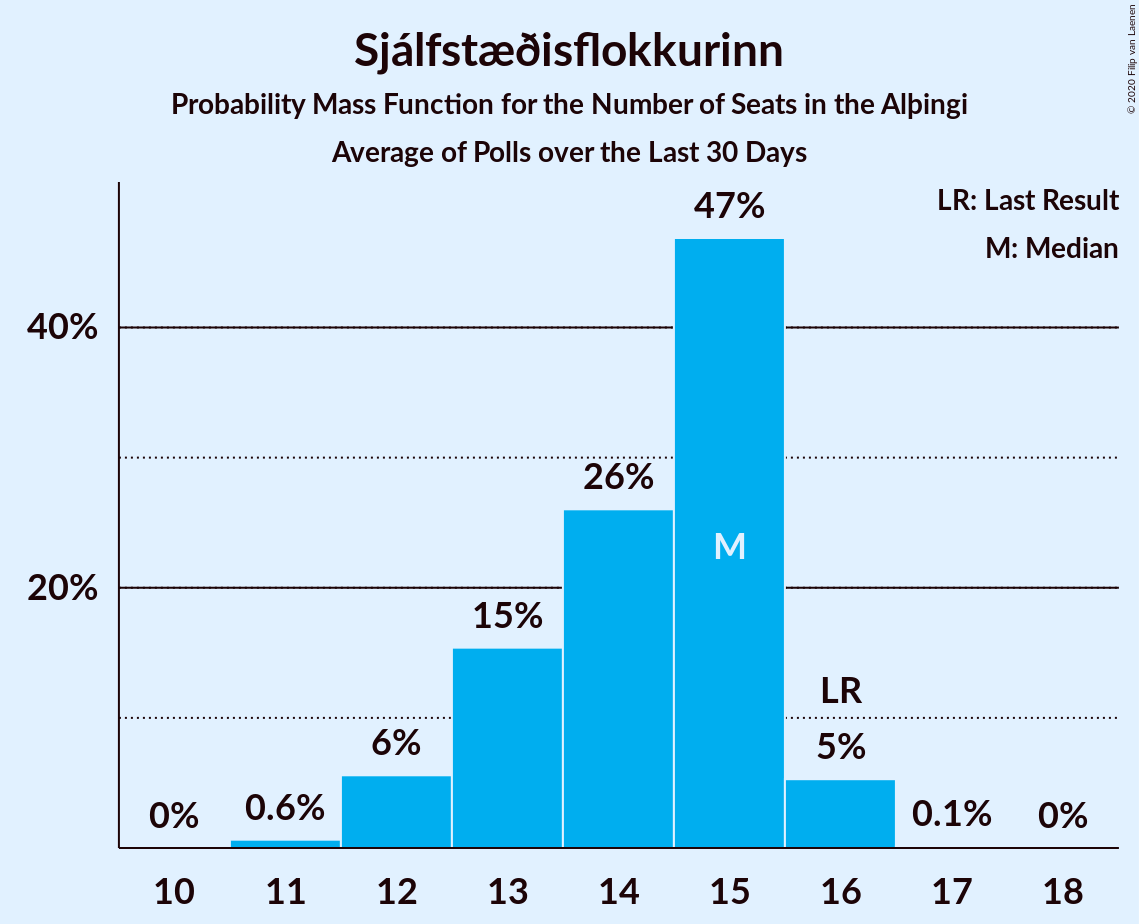 Sjálfstæðisflokkurinn
Probability Mass Function for the Number of Seats in the Alþingi
Average of Polls over the Last 30 Days
© 2020 Filip van Laenen
LR: Last Result
M: Median
47%
40%
26%
M
20%
15%
LR
6%
5%
0%
0.6%
0.1%
0%
10 11 12 13 14 15 16 17 18